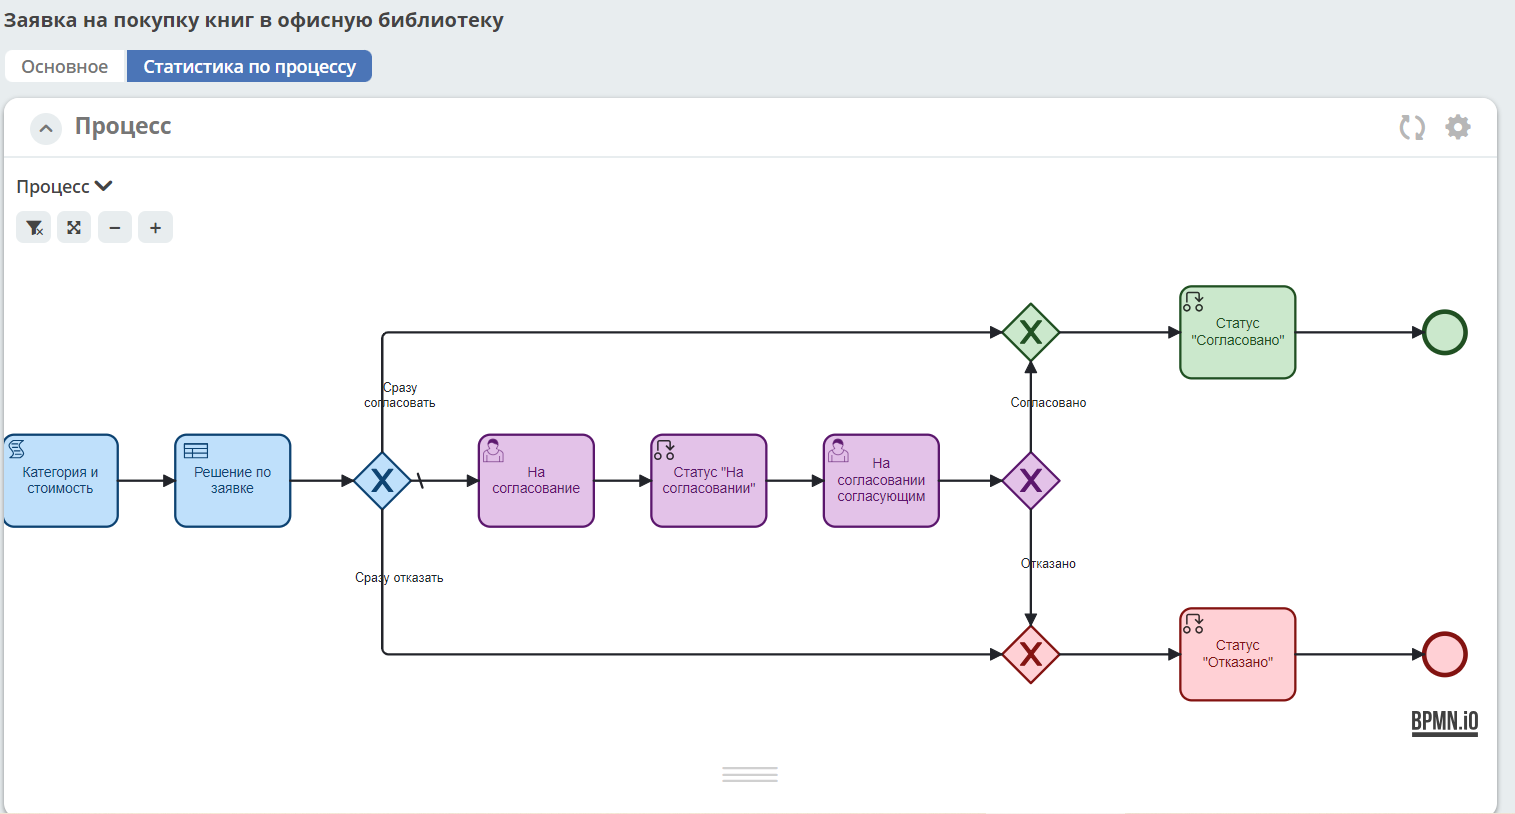 Заявка на покупку книг в офисную библиотеку
Основное
Статистика по процессу
Процесс
Процесс
Сразу
согласовать
Категория и
стоимость
Решение по
заявке
Сразу отказать
На
согласование
Статус "На
согласовании"
На
согласовании
согласующим
Согласовано
Отказано
Статус
"Согласовано"
Статус
"Отказано"
BPMN.iO